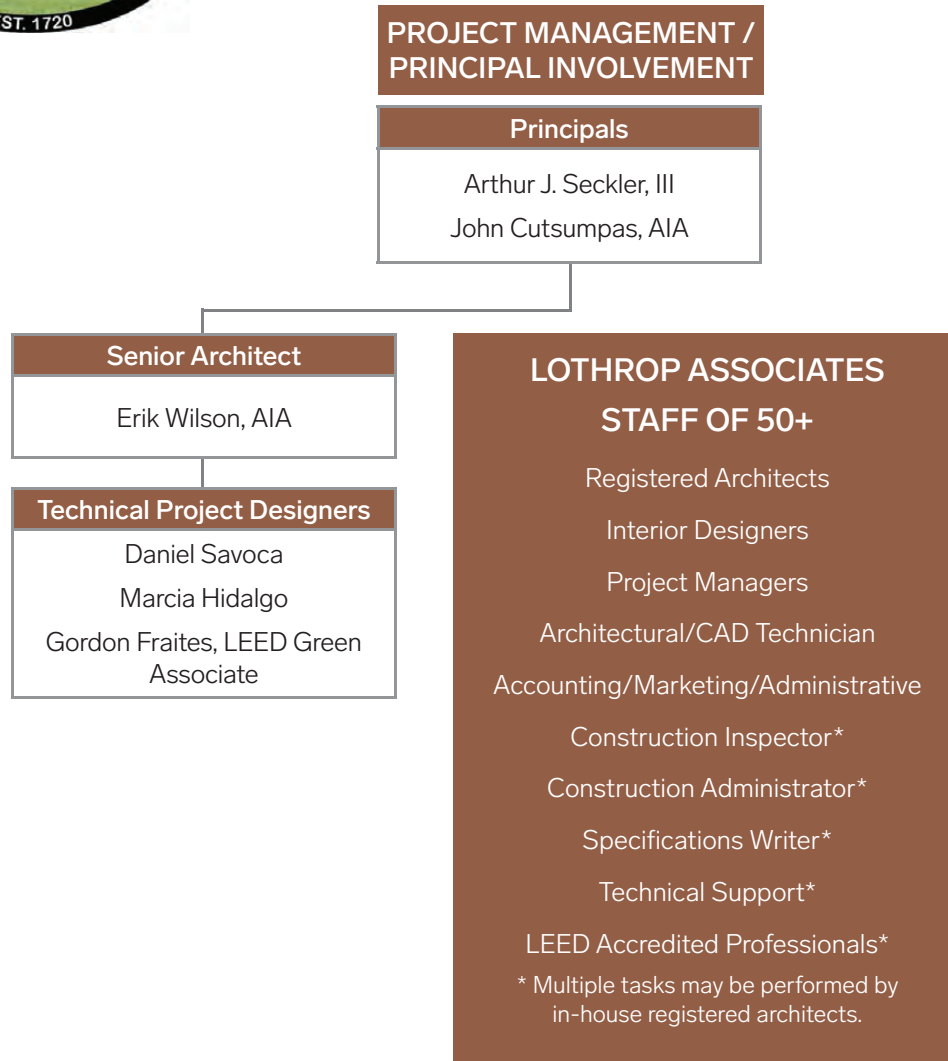 EST. 1720
PROJECT MANAGEMENT /
PRINCIPAL INVOLVEMENT
Principals
Arthur J. Seckler, III
John Cutsumpas, AIA
Senior Architect
Erik Wilson, AIA
Technical Project Designers
Daniel Savoca
Marcia Hidalgo
Gordon Fraites, LEED Green
Associate
LOTHROP ASSOCIATES
STAFF OF 50+
Registered Architects
Interior Designers
Project Managers
Architectural/CAD Technician
Accounting/Marketing/Administrative
Construction Inspector*
Construction Administrator*
Specifications Writer*
Technical Support*
LEED Accredited Professionals*
* Multiple tasks may be performed by
in-house registered architects.